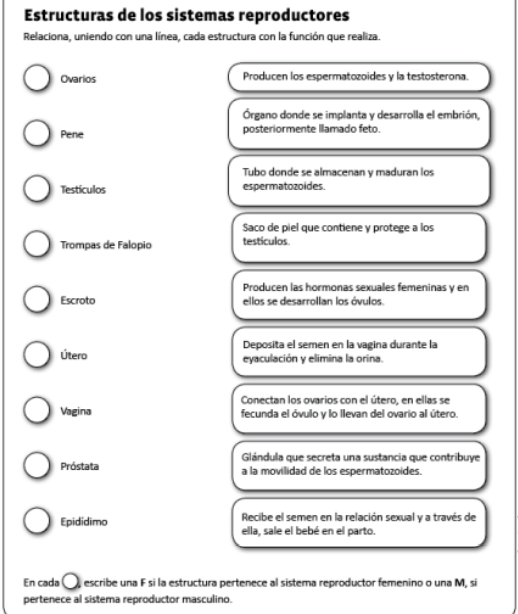 Estructuras de los sistemas reproductores
Relaciona, uniendo con una línea, cada estructura con la función que realiza.
Ovarios
Producen los espermatozoides y la testosterona.
Pene
Órgano donde se implanta y desarrolla el embrión,
posteriormente llamado feto.
Testículos
Tubo donde se almacenan y maduran los
espermatozoides.
Trompas de Falopio
Saco de piel que contiene y protege a los
testículos.
Escroto
Producen las hormonas sexuales femeninas y en
ellos se desarrollan los óvulos.
Útero
Deposita el semen en la vagina durante la
eyaculación y elimina la orina.
Vagina
Conectan los ovarios con el útero, en ellas se
fecunda el óvulo y lo llevan del ovario al útero.
Próstata
Glándula que secreta una sustancia que contribuye
a la movilidad de los espermatozoides.
Epidídimo
Recibe el semen en la relación sexual y a través de
ella, sale el bebé en el parto.
En cada , escribe una F si la estructura pertenece al sistema reproductor femenino o una M, si
pertenece al sistema reproductor masculino.